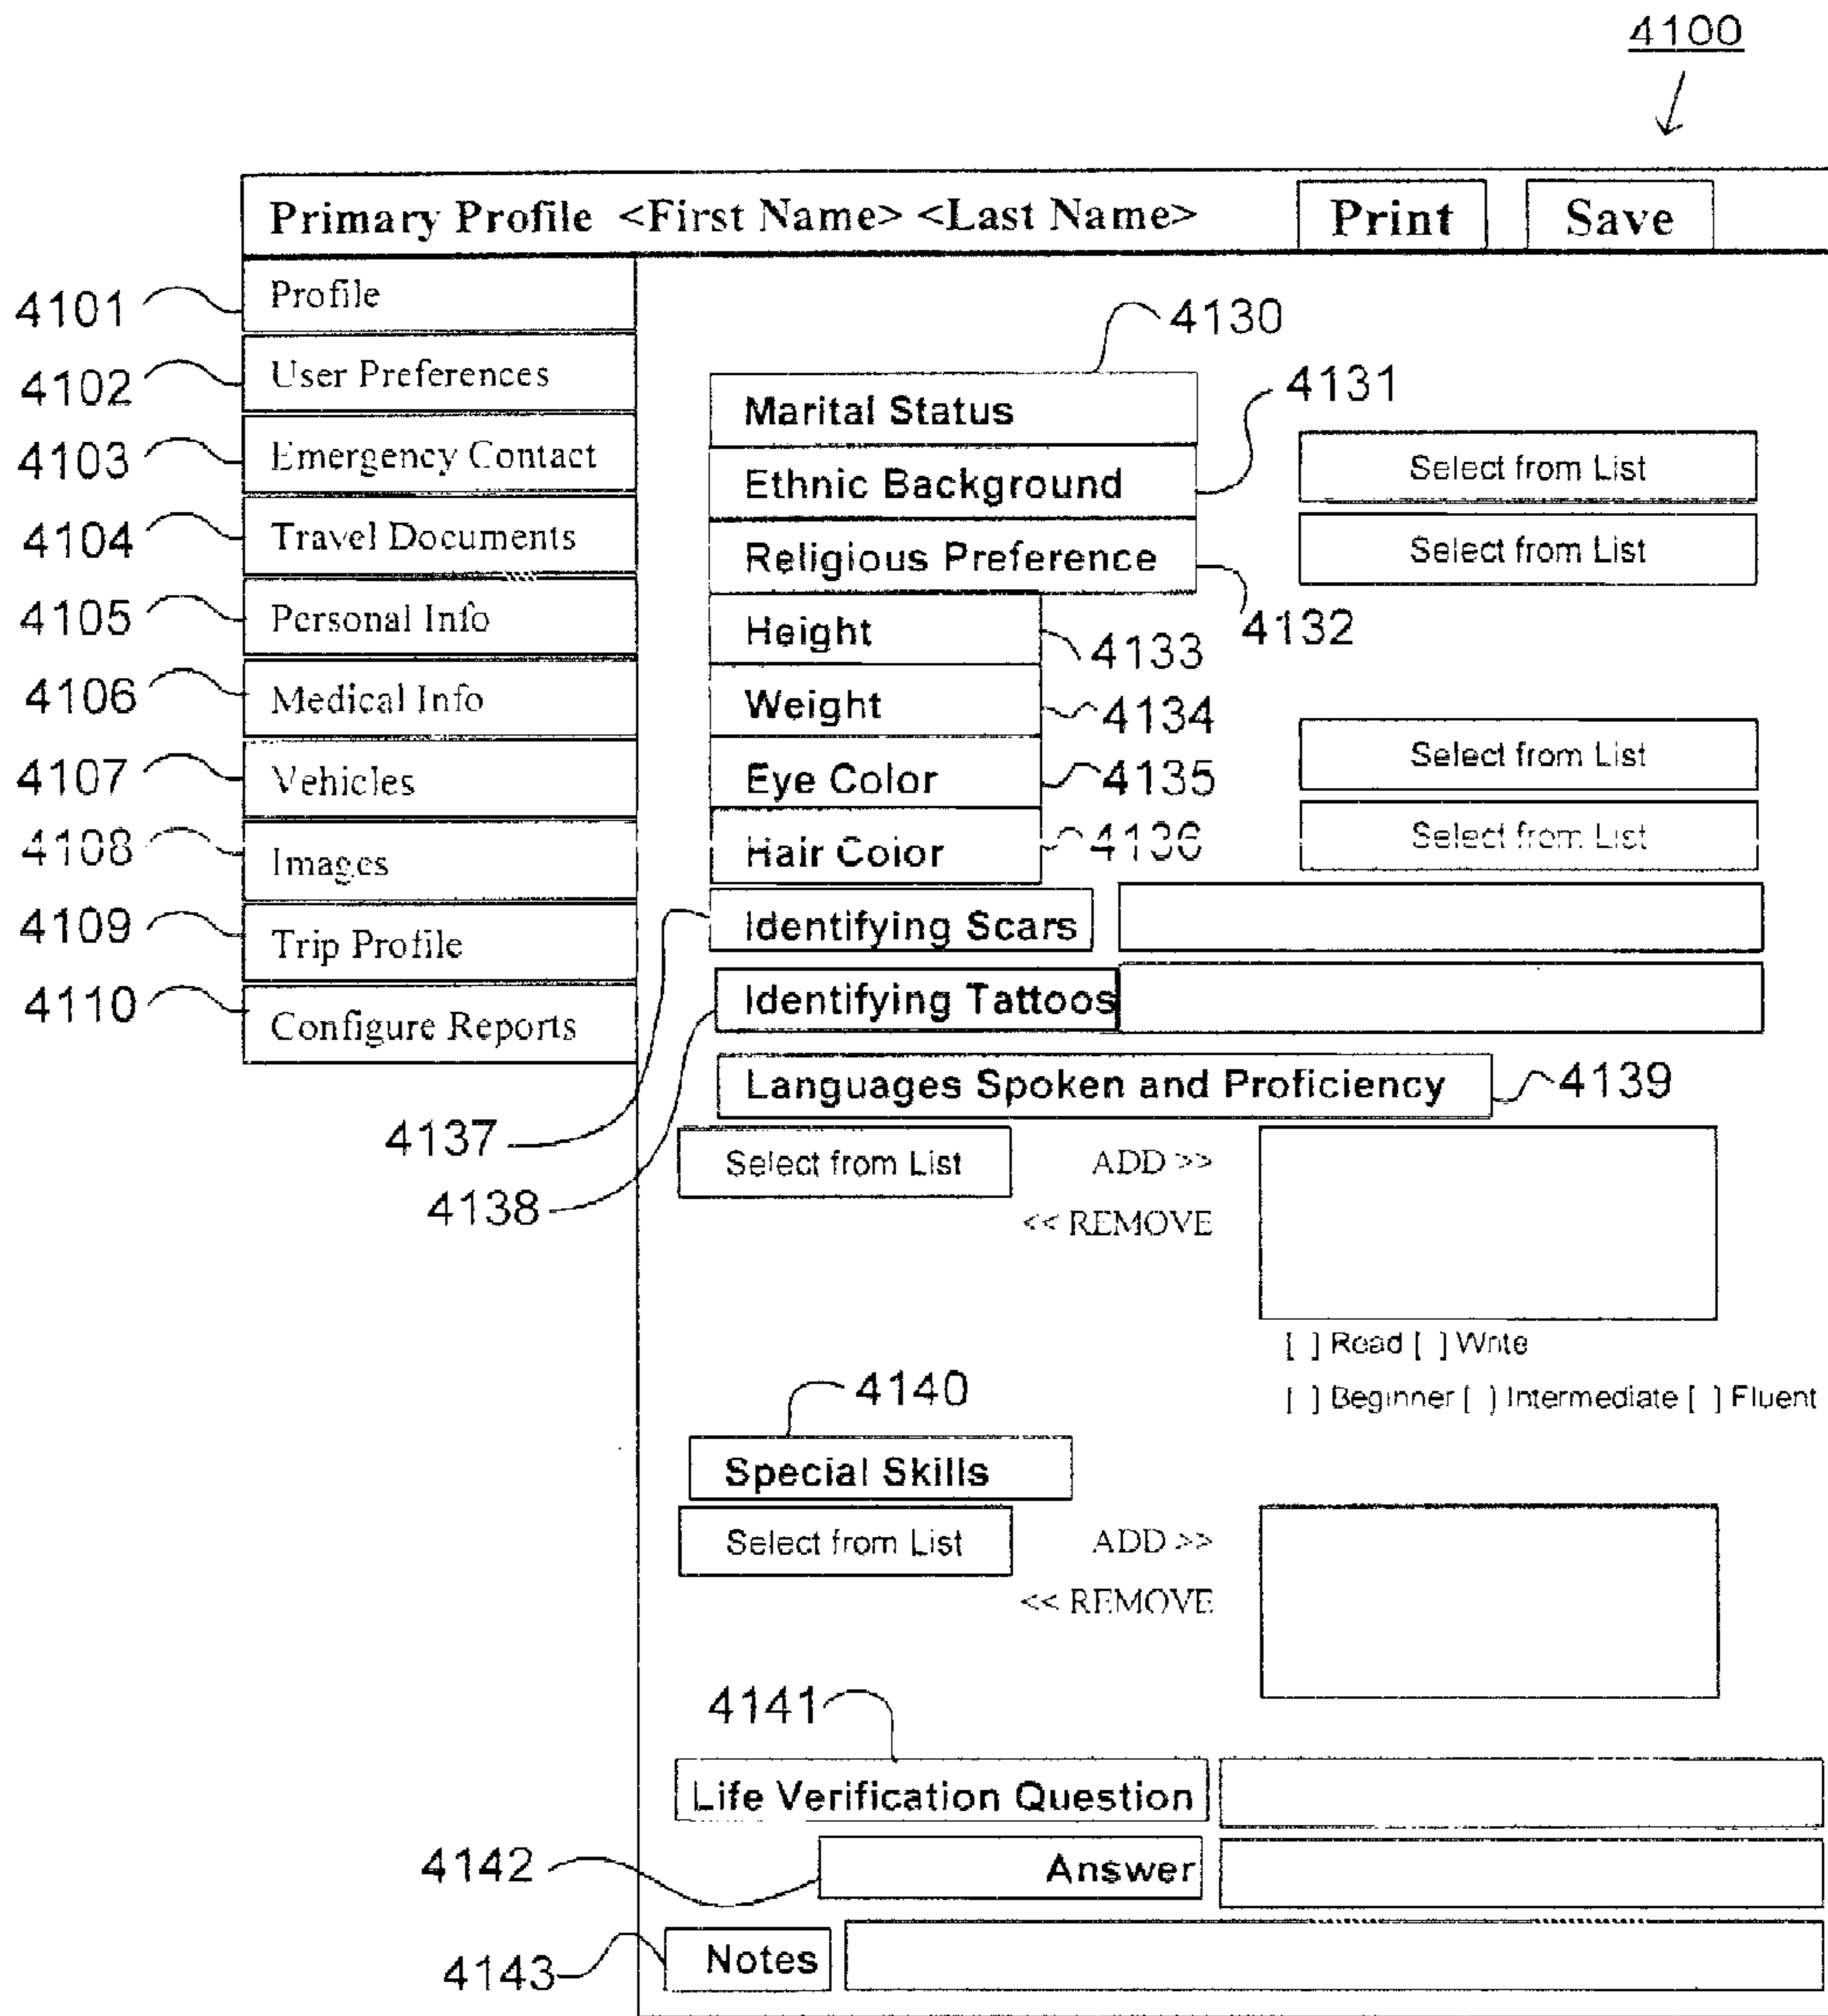 4100
Primary Profile <First Name> <Last Name> Print Save
4101 Profile
4130
4102 User Preferences
4131
Marital Status
4103 Emergency Contact
Ethnic Background Select from List
4104 Travel Documents
Religious Preference Select from List
4105 Personal Info
Height 4133 4132
4106 Medical Info
Weight 4134
4107 Vehicles
Eye Color 4135 Select from List
4108 Images
Hair Color 4136 Select from List
4109 Trip Profile
Identifying Scars
4110 Configure Reports
Identifying Tattoos
Languages Spoken and Proficiency 4139
4137
Select from List ADD >>
4138
<< REMOVE
[ ] Read [ ] Write
4140
[ ] Beginner [ ] Intermediate [ ] Fluent
Special Skills
Select from List ADD >>
<< REMOVE
4141
Life Verification Question
4142 Answer
4143 Notes